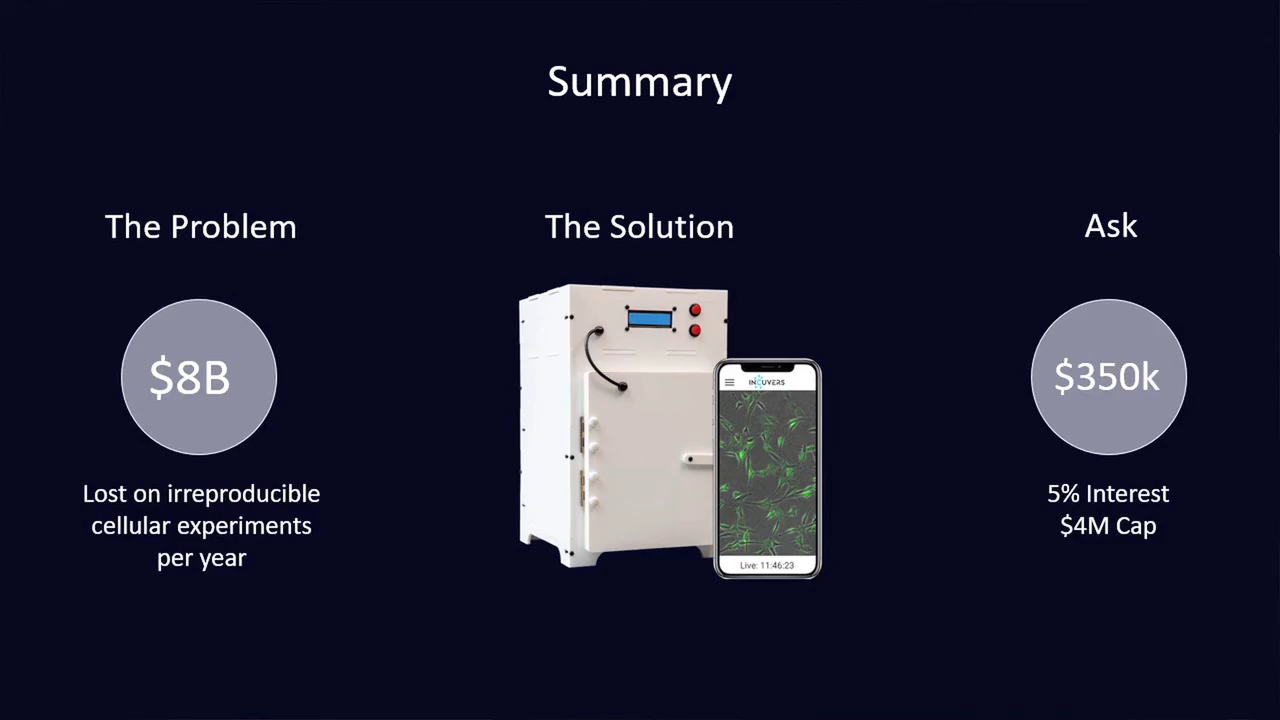 Summary
The Problem
$8B
Lost on irreproducible
cellular experiments
per year
The Solution
INCUVERS
Live: 11:46:23
Ask
$350k
5% Interest
$4M Cap